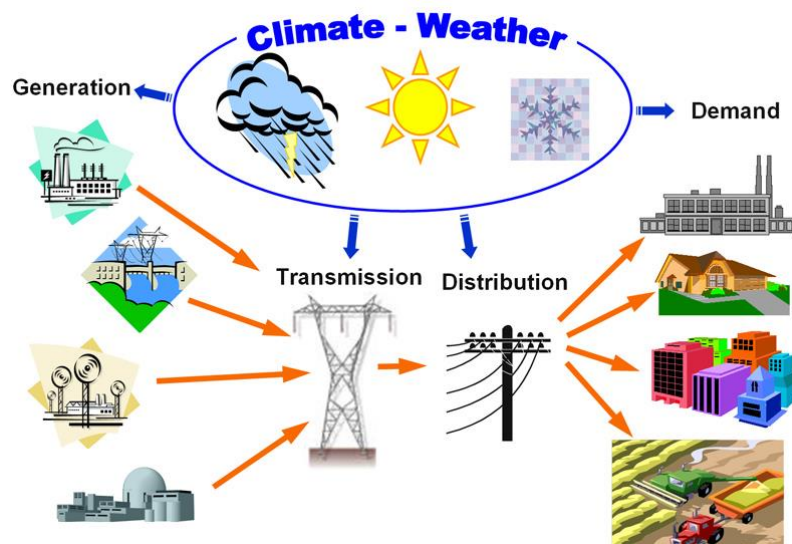 Climate - Weather
Generation
Demand
Transmission
Distribution